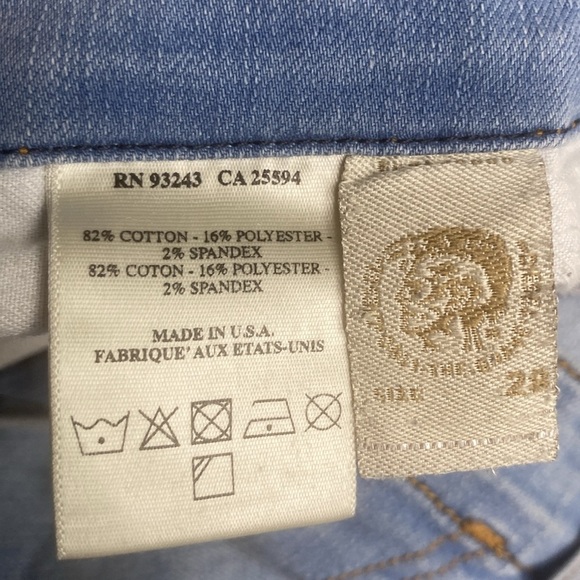 RN 93243 CA 25594
82% COTTON - 16% POLYESTER -
2% SPANDEX
82% COTON - 16% POLYESTER -
2% SPANDEX
MADE IN U.S.A.
FABRIQUE' AUX ETATS-UNIS
SIZE